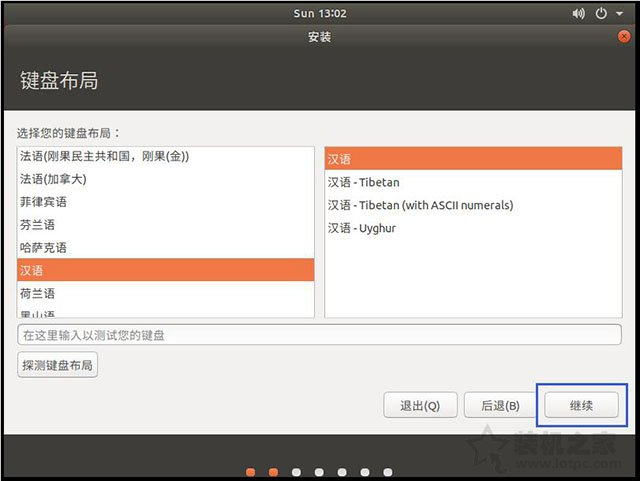 Sun 13:02
安装
键盘布局
选择您的键盘布局：
法语(刚果民主共和国，刚果(金))
法语(加拿大)
菲律宾语
芬兰语
哈萨克语
汉语
荷兰语
黑山语
汉语
汉语 - Tibetan
汉语 - Tibetan (with ASCII numerals)
汉语 - Uyghur
在这里输入以测试您的键盘
探测键盘布局
退出(Q)
后退(B)
继续
装机之家
www.lotpc.com